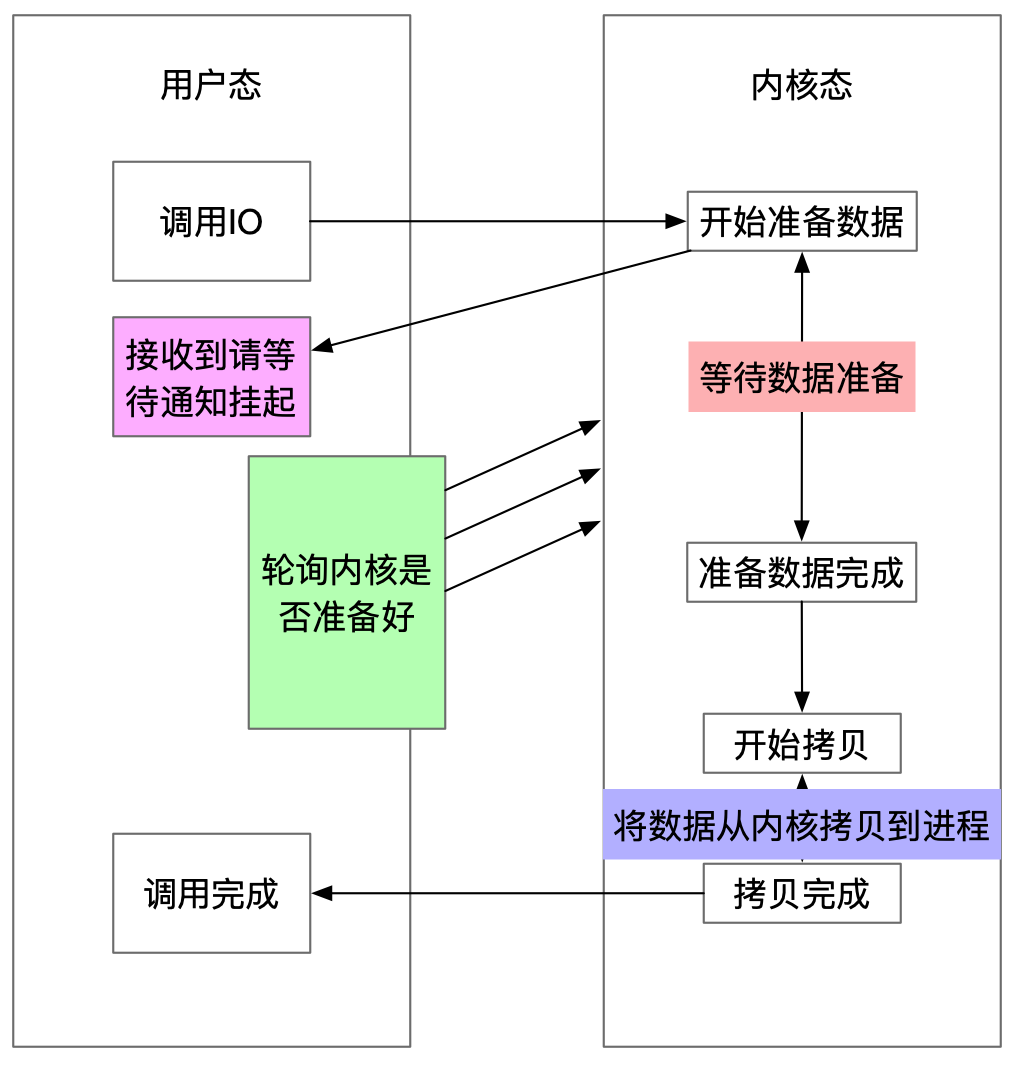 用户态
内核态
调用IO
开始准备数据
接收到请等
待通知挂起
等待数据准备
轮询内核是
否准备好
准备数据完成
开始拷贝
将数据从内核拷贝到进程
调用完成
拷贝完成